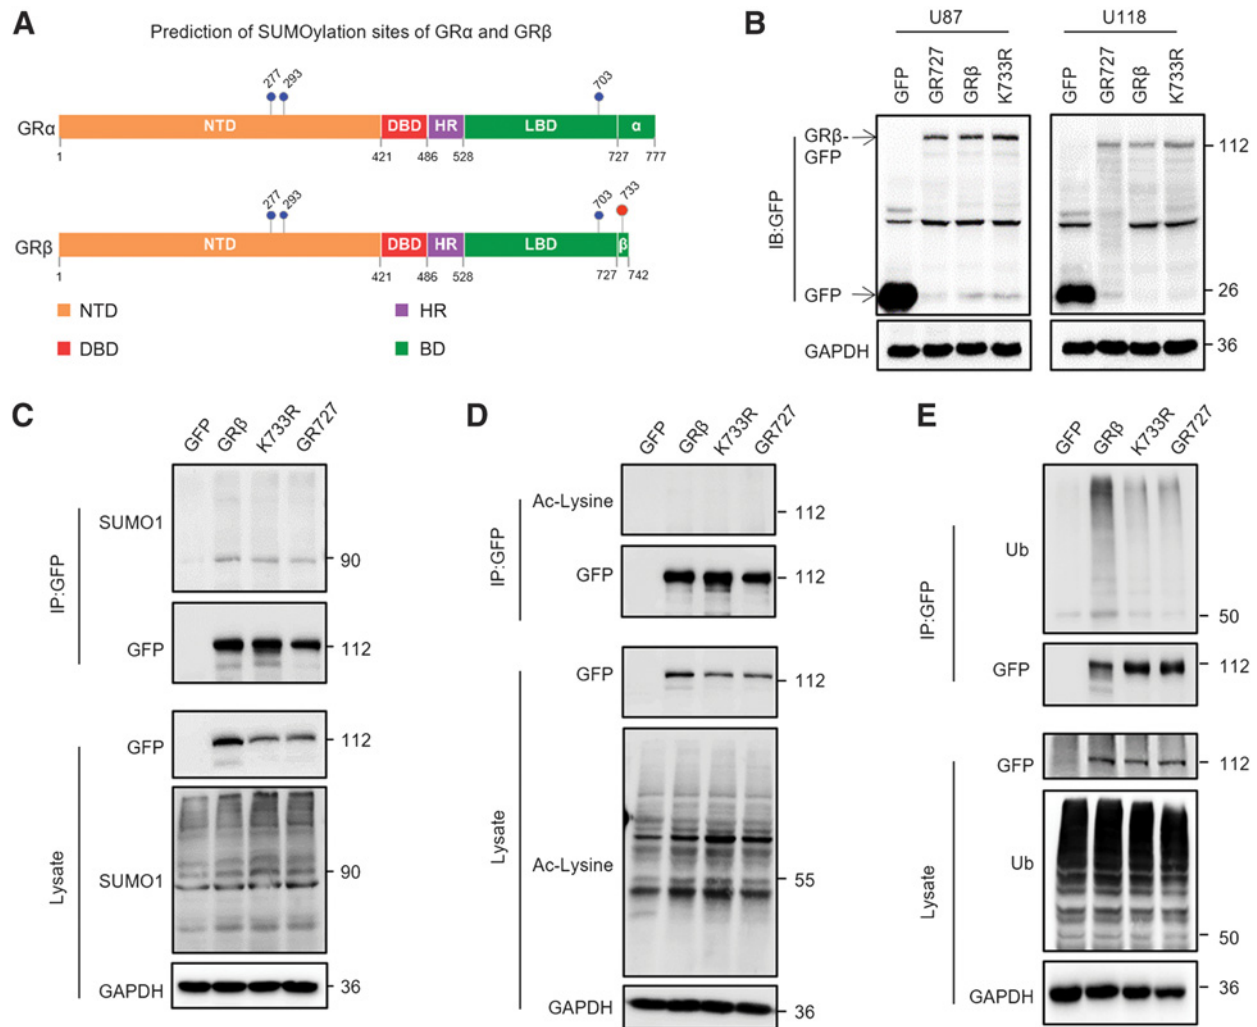 A
Prediction of SUMOylation sites of GRα and GRβ
277 293 703
GRα NTD DBD HR LBD α
1 421 486 528 727 777
277 293 703 733
GRβ NTD DBD HR LBD β
1 421 486 528 727 742
NTD HR
DBD BD
B
U87 U118
GFP GR727 GRβ K733R GFP GR727 GRβ K733R
IB:GFP
GRβ-
GFP
112
GFP
26
GAPDH 36
C
GFP GRβ K733R GR727
IP:GFP
SUMO1 90
GFP 112
Lysate
GFP 112
SUMO1 90
GAPDH 36
D
GFP GRβ K733R GR727
IP:GFP
Ac-Lysine 112
GFP 112
Lysate
GFP 112
Ac-Lysine 55
GAPDH 36
E
GFP GRβ K733R GR727
IP:GFP
Ub 50
GFP 112
Lysate
GFP 112
Ub 50
GAPDH 36